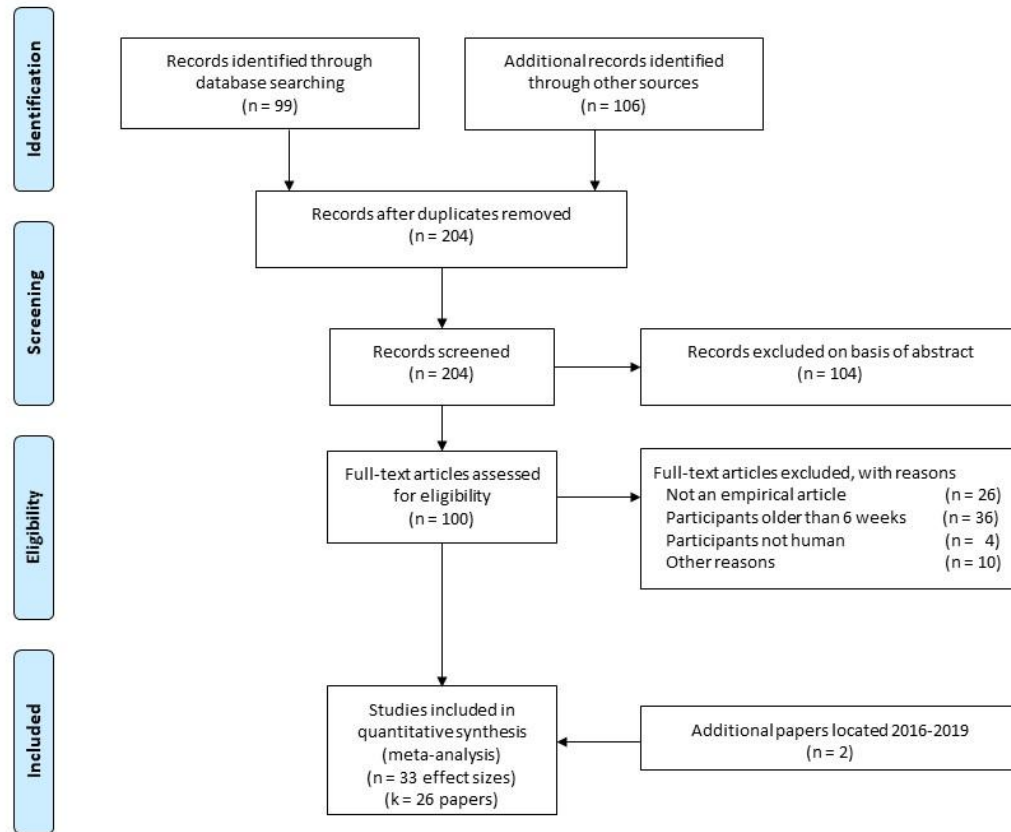 Identification
Records identified through
database searching
(n = 99)
Additional records identified
through other sources
(n = 106)
Records after duplicates removed
(n = 204)
Screening
Records screened
(n = 204)
Records excluded on basis of abstract
(n = 104)
Eligibility
Full-text articles assessed
for eligibility
(n = 100)
Full-text articles excluded, with reasons
Not an empirical article (n = 26)
Participants older than 6 weeks (n = 36)
Participants not human (n = 4)
Other reasons (n = 10)
Included
Studies included in
quantitative synthesis
(meta-analysis)
(n = 33 effect sizes)
(k = 26 papers)
Additional papers located 2016-2019
(n = 2)